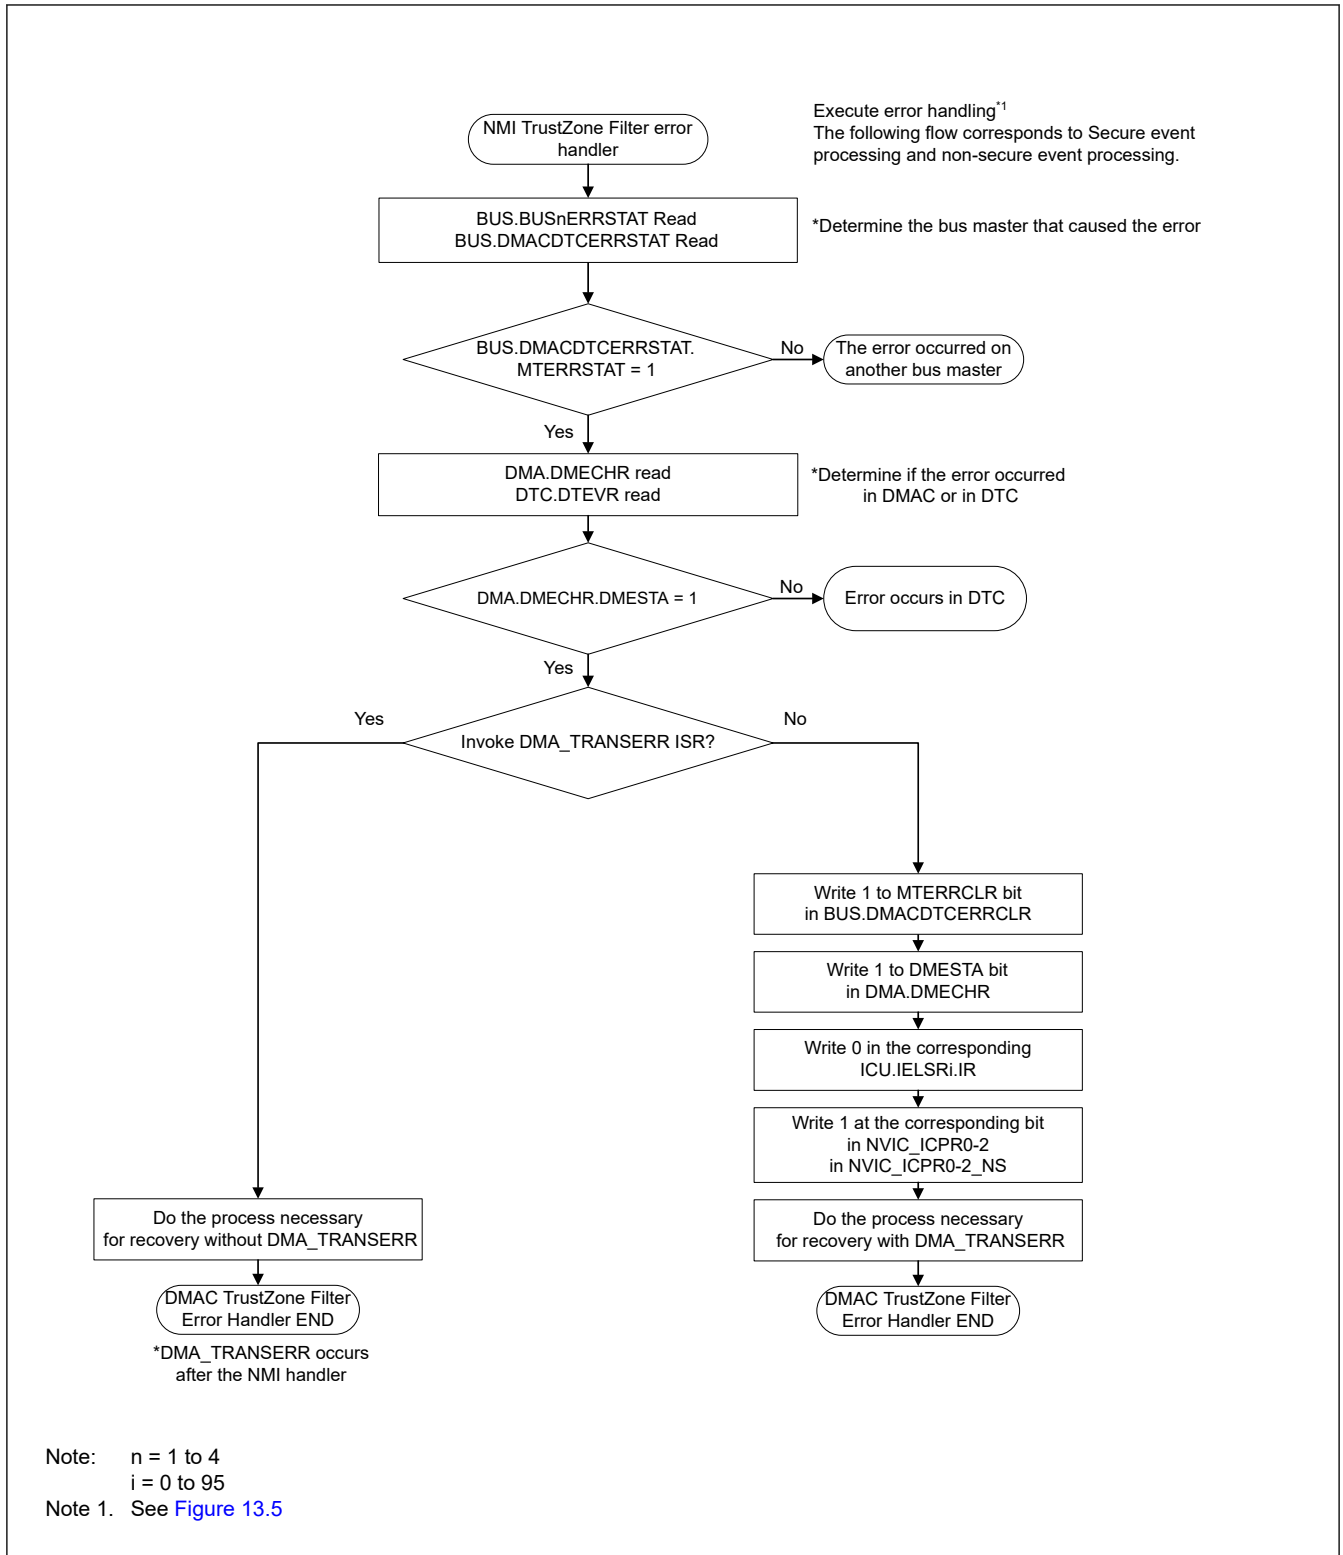 Execute error handling*1
The following flow corresponds to Secure event
processing and non-secure event processing.
NMI TrustZone Filter error
handler
BUS.BUSnERRSTAT Read
BUS.DMACDTCERRSTAT Read
*Determine the bus master that caused the error
BUS.DMACDTCERRSTAT.
MTERRSTAT = 1
No
The error occurred on
another bus master
Yes
DMA.DMECHR read
DTC.DTEVR read
*Determine if the error occurred
in DMAC or in DTC
DMA.DMECHR.DMESTA = 1
No
Error occurs in DTC
Yes
Invoke DMA_TRANSERR ISR?
Yes
No
Write 1 to MTERRCLR bit
in BUS.DMACDTCERRCLR
Write 1 to DMESTA bit
in DMA.DMECHR
Write 0 in the corresponding
ICU.IELSRi.IR
Write 1 at the corresponding bit
in NVIC_ICPR0-2
in NVIC_ICPR0-2_NS
Do the process necessary
for recovery without DMA_TRANSERR
Do the process necessary
for recovery with DMA_TRANSERR
DMAC TrustZone Filter
Error Handler END
DMAC TrustZone Filter
Error Handler END
*DMA_TRANSERR occurs
after the NMI handler
Note: n = 1 to 4
i = 0 to 95
Note 1. See Figure 13.5